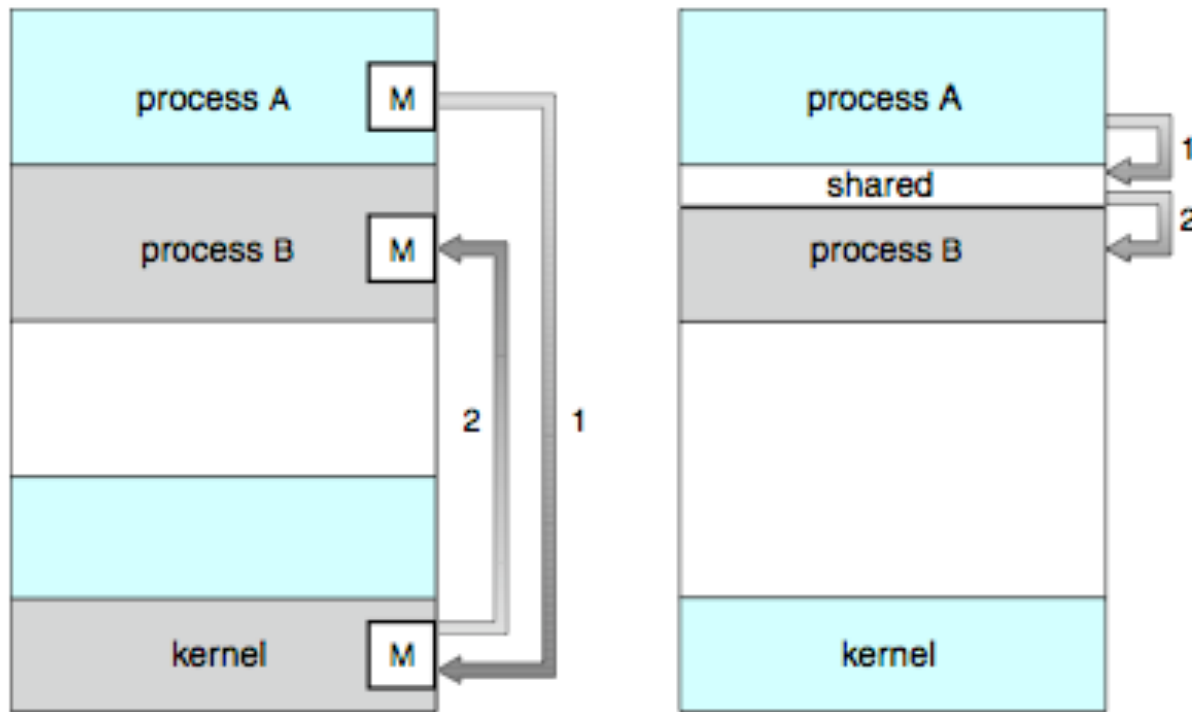 process A
M
process B
M
2
1
kernel
M
process A
1
shared
2
process B
kernel